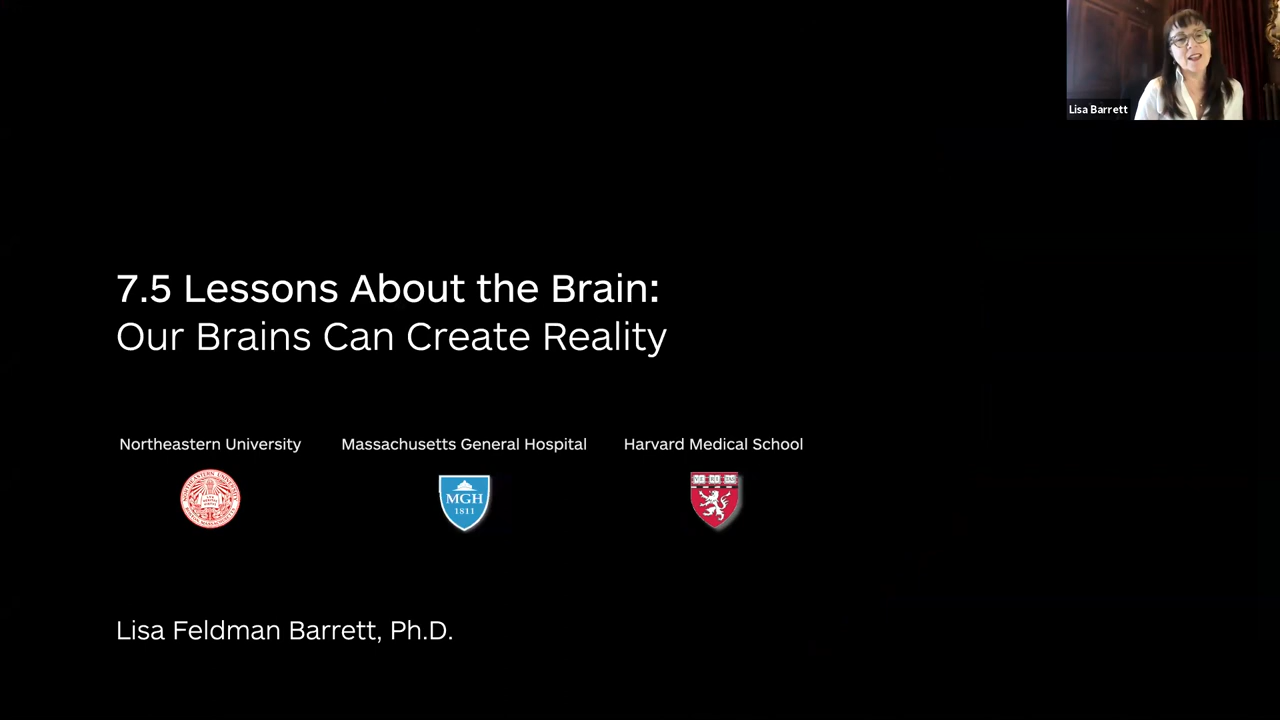 Lisa Barrett
7.5 Lessons About the Brain:
Our Brains Can Create Reality
Northeastern University
Massachusetts General Hospital
Harvard Medical School
MGH
1811
Lisa Feldman Barrett, Ph.D.